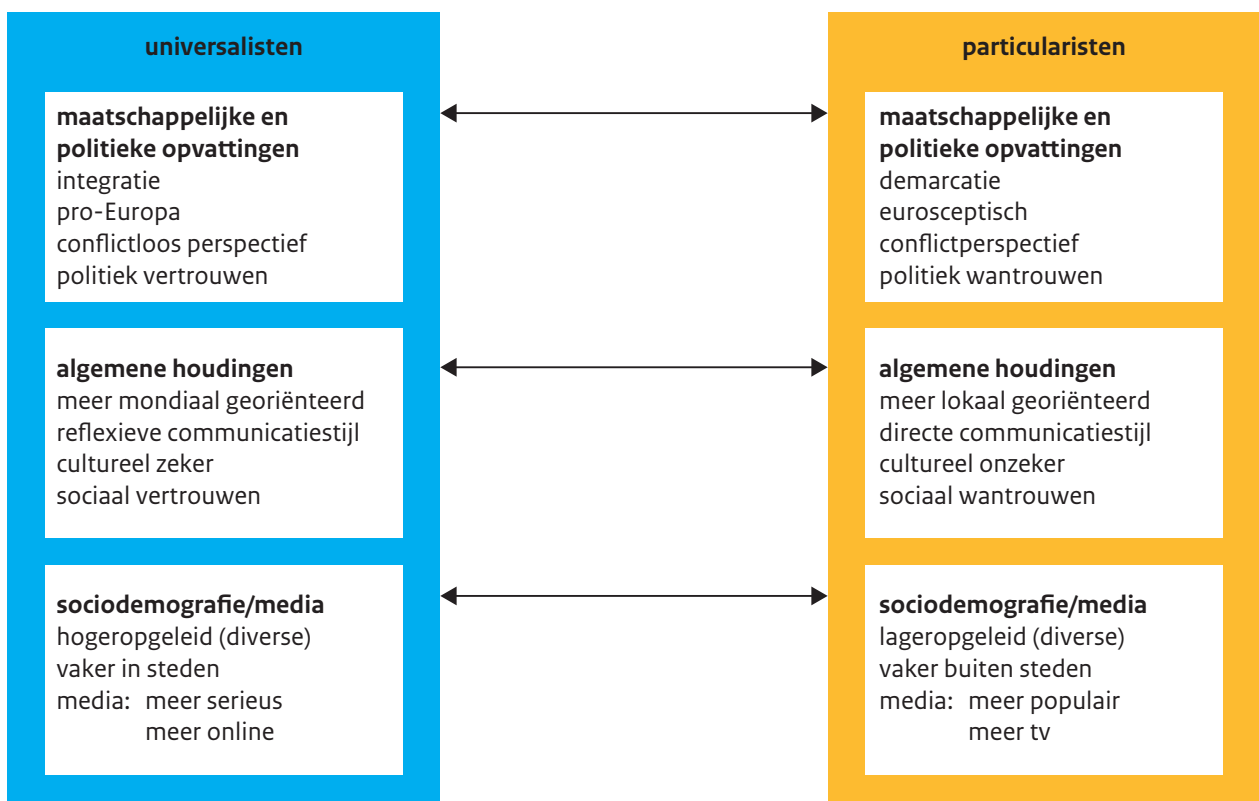 universalisten
maatschappelijke en
politieke opvattingen
integratie
pro-Europa
conflictloos perspectief
politiek vertrouwen
algemene houdingen
meer mondiaal georiënteerd
reflexieve communicatiestijl
cultureel zeker
sociaal vertrouwen
sociodemografie/media
hogeropgeleid (diverse)
vaker in steden
media: meer serieus
meer online
particularisten
maatschappelijke en
politieke opvattingen
demarcatie
eurosceptisch
conflictperspectief
politiek wantrouwen
algemene houdingen
meer lokaal georiënteerd
directe communicatiestijl
cultureel onzeker
sociaal wantrouwen
sociodemografie/media
lageropgeleid (diverse)
vaker buiten steden
media: meer populair
meer tv